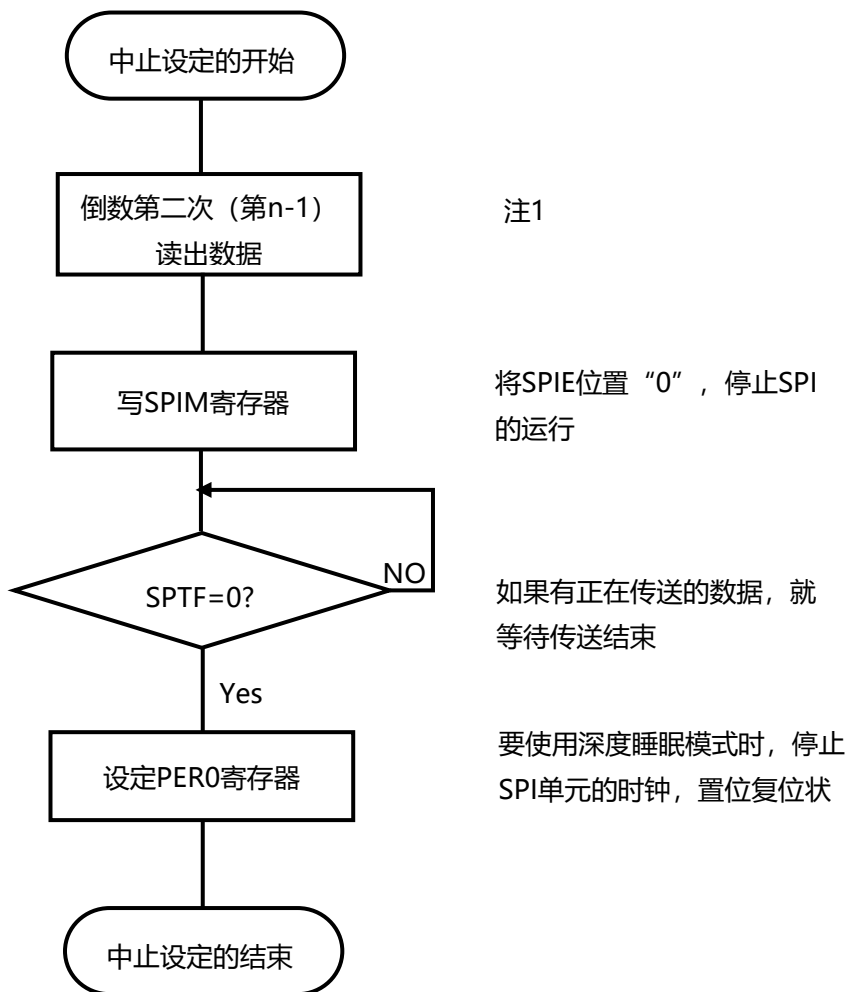 中止设定的开始
倒数第二次（第n-1）
读出数据
注1
写SPIM寄存器
将SPIE位置“0”，停止SPI
的运行
NO
SPTF=0?
如果有正在传送的数据，就
等待传送结束
Yes
设定PER0寄存器
要使用深度睡眠模式时，停止
SPI单元的时钟，置位复位状
中止设定的结束